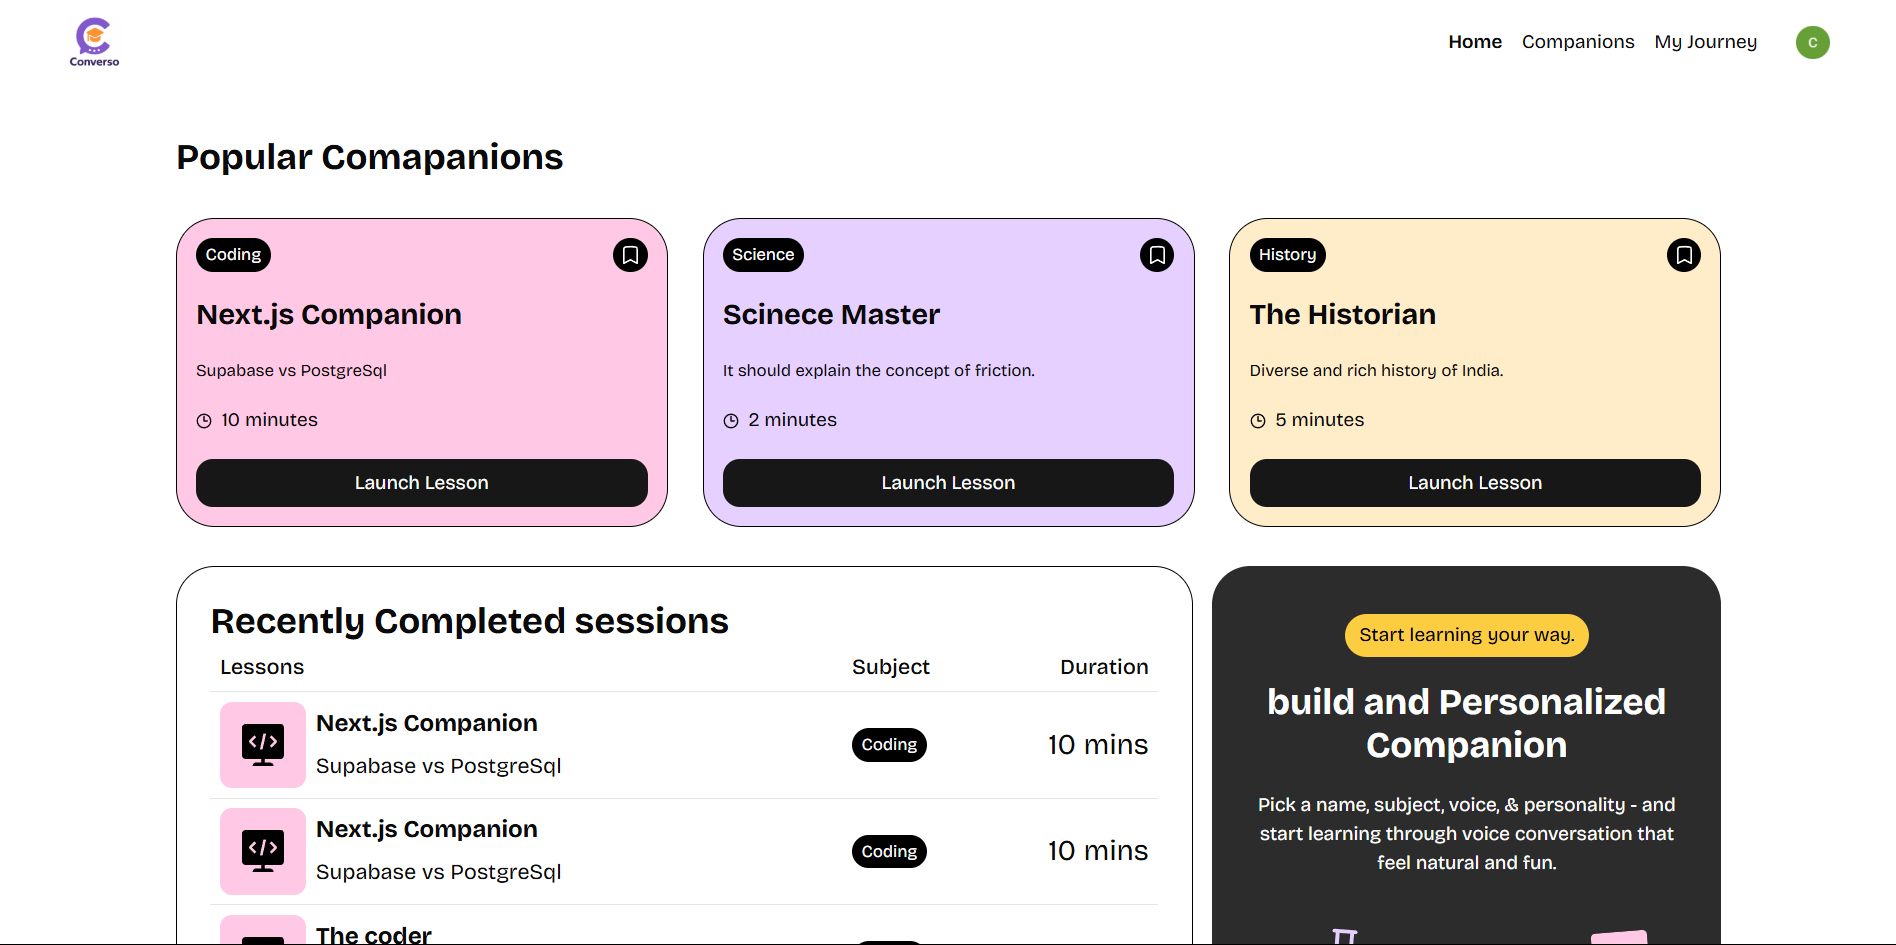 Converso
Home Companions My Journey
C
Popular Comapanions
Coding
Next.js Companion
Supabase vs PostgreSql
10 minutes
Launch Lesson
Science
Scinece Master
It should explain the concept of friction.
2 minutes
Launch Lesson
History
The Historian
Diverse and rich history of India.
5 minutes
Launch Lesson
Recently Completed sessions
Lessons Subject Duration
Next.js Companion
Supabase vs PostgreSql
Coding
10 mins
Next.js Companion
Supabase vs PostgreSql
Coding
10 mins
The coder
Start learning your way.
build and Personalized
Companion
Pick a name, subject, voice, & personality - and
start learning through voice conversation that
feel natural and fun.